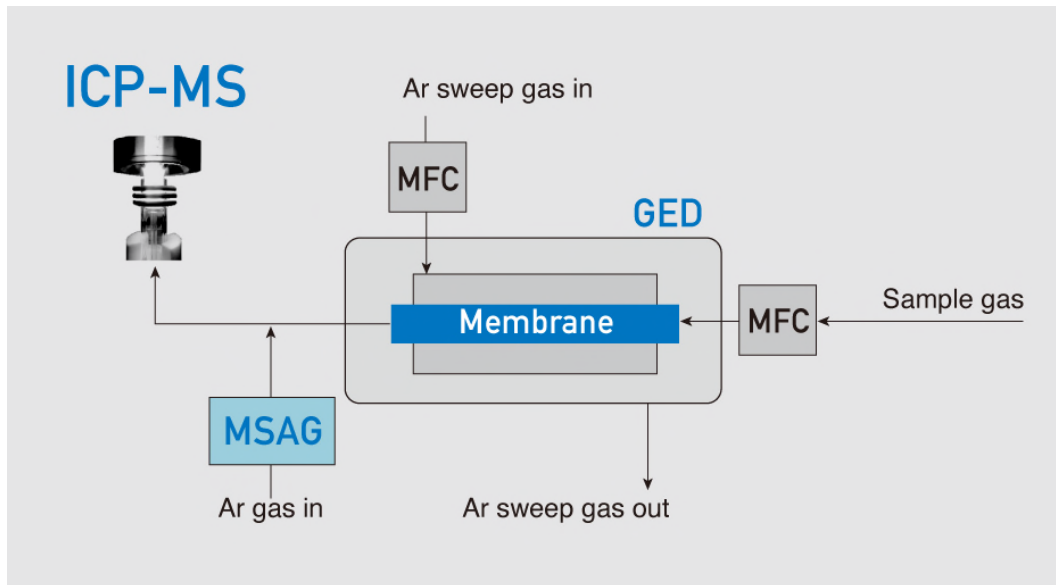 ICP-MS
Ar sweep gas in
MFC
GED
Membrane
MFC
Sample gas
MSAG
Ar gas in
Ar sweep gas out